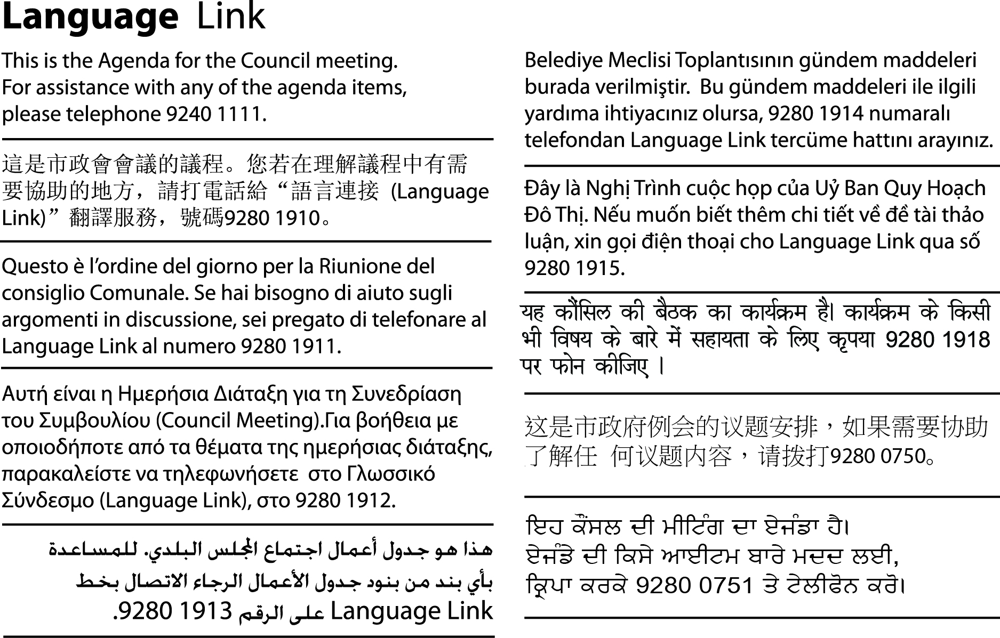 Language Link
This is the Agenda for the Council meeting.
For assistance with any of the agenda items,
please telephone 9240 1111.
這是市政會會議的議程。您若在理解議程中有需
要協助的地方，請打電話給“語言連接 (Language
Link)”翻譯服務，號碼9280 1910。
Questo è l’ordine del giorno per la Riunione del
consiglio Comunale. Se hai bisogno di aiuto sugli
argomenti in discussione, sei pregato di telefonare al
Language Link al numero 9280 1911.
Αυτή είναι η Ημερήσια Διάταξη για τη Συνεδρίαση
του Συμβουλίου (Council Meeting).Για βοήθεια με
οποιοδήποτε από τα θέματα της ημερήσιας διάταξης,
παρακαλείστε να τηλεφωνήσετε στο Γλωσσικό
Σύνδεσμο (Language Link), στο 9280 1912.
هذا هو جدول أعمال اجتماع المجلس البلدي. للمساعدة
بأي بند من بنود جدول الأعمال الرجاء الاتصال بخط
Language Link على الرقم 9280 1913.
Belediye Meclisi Toplantısının gündem maddeleri
burada verilmiştir. Bu gündem maddeleri ile ilgili
yardıma ihtiyacınız olursa, 9280 1914 numaralı
telefondan Language Link tercüme hattını arayınız.
Đây là Nghị Trình cuộc họp của Uỷ Ban Quy Hoạch
Đô Thị. Nếu muốn biết thêm chi tiết về đề tài thảo
luận, xin gọi điện thoại cho Language Link qua số
9280 1915.
यह कौंसिल की बैठक का कार्यक्रम है। कार्यक्रम के किसी
भी विषय के बारे में सहायता के लिए कृपया 9280 1918
पर फोन कीजिए ।
这是市政府例会的议题安排，如果需要协助
了解任 何议题内容，请拨打9280 0750。
ਇਹ ਕੌਂਸਲ ਦੀ ਮੀਟਿੰਗ ਦਾ ਏਜੰਡਾ ਹੈ।
ਏਜੰਡੇ ਦੀ ਕਿਸੇ ਆਈਟਮ ਬਾਰੇ ਮਦਦ ਲਈ,
ਕ੍ਰਿਪਾ ਕਰਕੇ 9280 0751 ਤੇ ਟੇਲੀਫੋਨ ਕਰੋ।